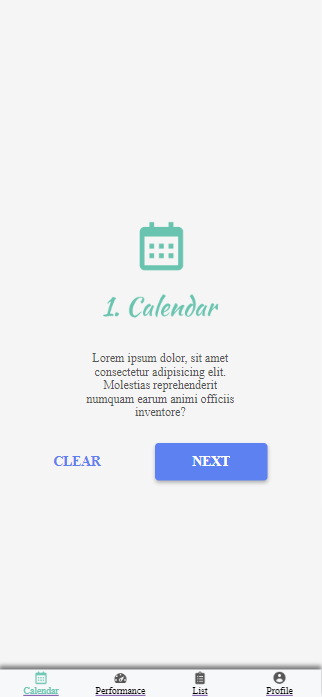 1. Calendar
Lorem ipsum dolor, sit amet
consectetur adipisicing elit.
Molestias reprehenderit
numquam earum animi officiis
inventore?
CLEAR NEXT
Calendar Performance List Profile